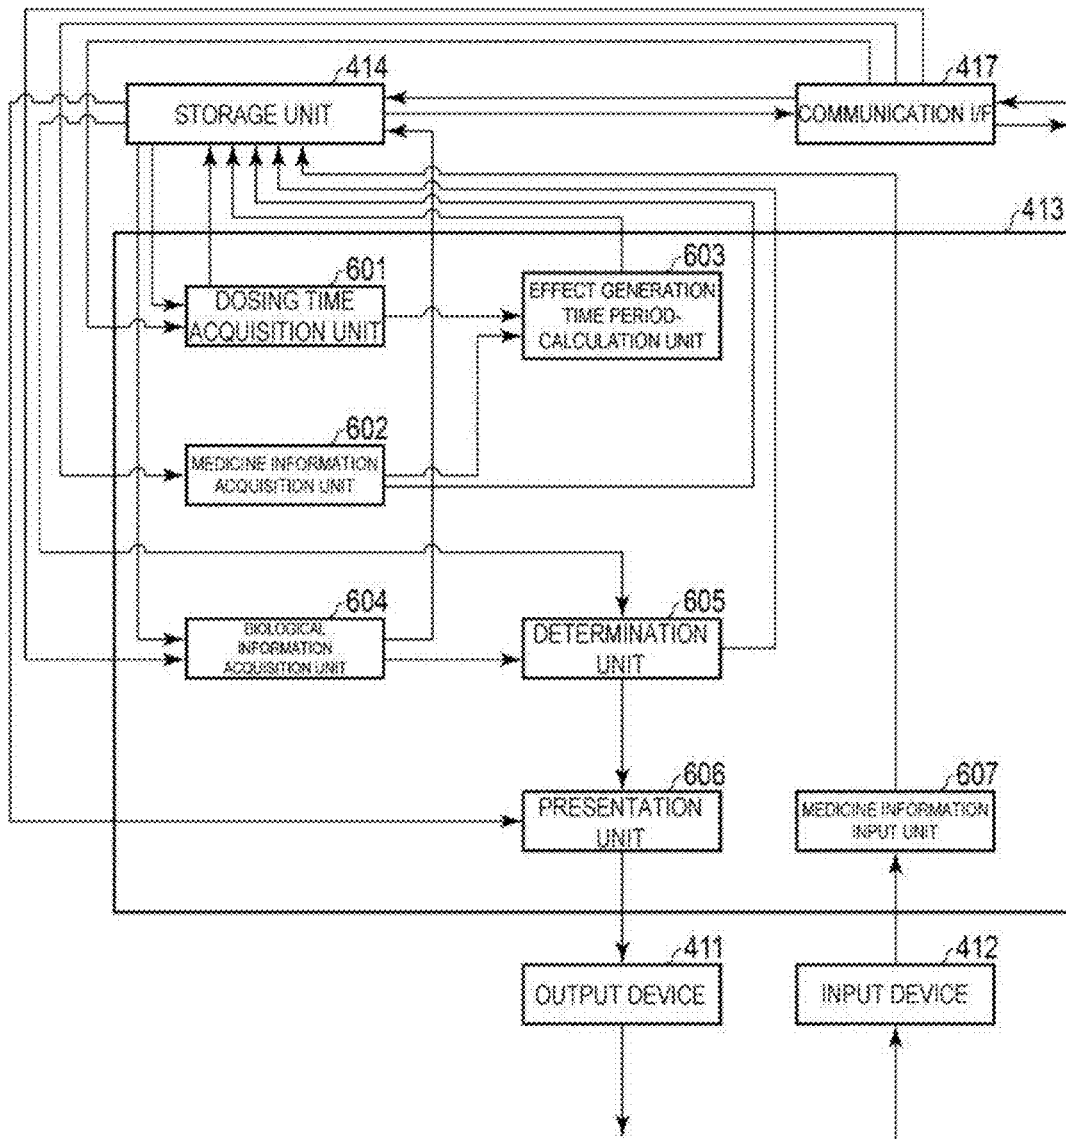 414
STORAGE UNIT
417
COMMUNICATION I/F
413
601
DOSING TIME
ACQUISITION UNIT
603
EFFECT GENERATION
TIME PERIOD-
CALCULATION UNIT
602
MEDICINE INFORMATION
ACQUISITION UNIT
604
BIOLOGICAL
INFORMATION
ACQUISITION UNIT
605
DETERMINATION
UNIT
606
PRESENTATION
UNIT
607
MEDICINE INFORMATION
INPUT UNIT
411
OUTPUT DEVICE
412
INPUT DEVICE